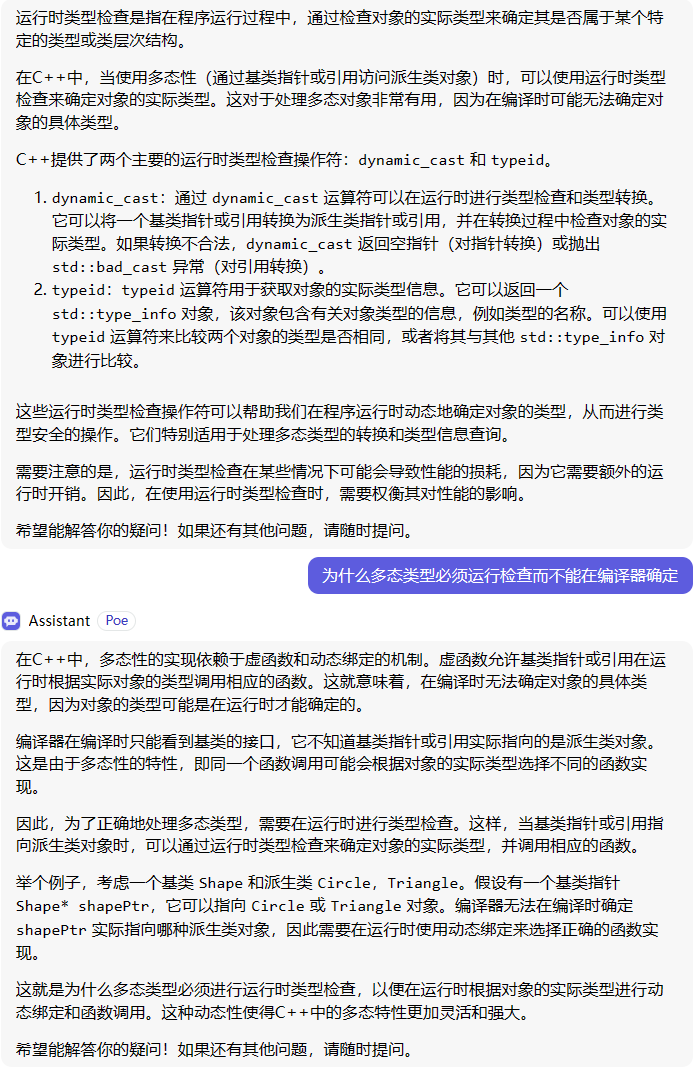 运行时类型检查是指在程序运行过程中，通过检查对象的实际类型来确定其是否属于某个特
定的类型或类层次结构。
在C++中，当使用多态性（通过基类指针或引用访问派生类对象）时，可以使用运行时类型
检查来确定对象的实际类型。这对于处理多态对象非常有用，因为在编译时可能无法确定对
象的具体类型。
C++提供了两个主要的运行时类型检查操作符：dynamic_cast 和 typeid。
1. dynamic_cast：通过 dynamic_cast 运算符可以在运行时进行类型检查和类型转换。
它可以将一个基类指针或引用转换为派生类指针或引用，并在转换过程中检查对象的实
际类型。如果转换不合法，dynamic_cast 返回空指针（对指针转换）或抛出
std::bad_cast 异常（对引用转换）。
2. typeid：typeid 运算符用于获取对象的实际类型信息。它可以返回一个
std::type_info 对象，该对象包含有关对象类型的信息，例如类型的名称。可以使用
typeid 运算符来比较两个对象的类型是否相同，或者将其与其他 std::type_info 对
象进行比较。
这些运行时类型检查操作符可以帮助我们在程序运行时动态地确定对象的类型，从而进行类
型安全的操作。它们特别适用于处理多态类型的转换和类型信息查询。
需要注意的是，运行时类型检查在某些情况下可能会导致性能的损耗，因为它需要额外的运
行时开销。因此，在使用运行时类型检查时，需要权衡其对性能的影响。
希望能解答你的疑问！如果还有其他问题，请随时提问。
为什么多态类型必须运行检查而不能在编译器确定
Assistant Poe
在C++中，多态性的实现依赖于虚函数和动态绑定的机制。虚函数允许基类指针或引用在运
行时根据实际对象的类型调用相应的函数。这就意味着，在编译时无法确定对象的具体类
型，因为对象的类型可能是在运行时才能确定的。
编译器在编译时只能看到基类的接口，它不知道基类指针或引用实际指向的是派生类对象。
这是由于多态性的特性，即同一个函数调用可能会根据对象的实际类型选择不同的函数实
现。
因此，为了正确地处理多态类型，需要在运行时进行类型检查。这样，当基类指针或引用指
向派生类对象时，可以通过运行时类型检查来确定对象的实际类型，并调用相应的函数。
举个例子，考虑一个基类 Shape 和派生类 Circle，Triangle。假设有一个基类指针
Shape* shapePtr，它可以指向 Circle 或 Triangle 对象。编译器无法在编译时确定
shapePtr 实际指向哪种派生类对象，因此需要在运行时使用动态绑定来选择正确的函数实
现。
这就是为什么多态类型必须进行运行时类型检查，以便在运行时根据对象的实际类型进行动
态绑定和函数调用。这种动态性使得C++中的多态特性更加灵活和强大。
希望能解答你的疑问！如果还有其他问题，请随时提问。